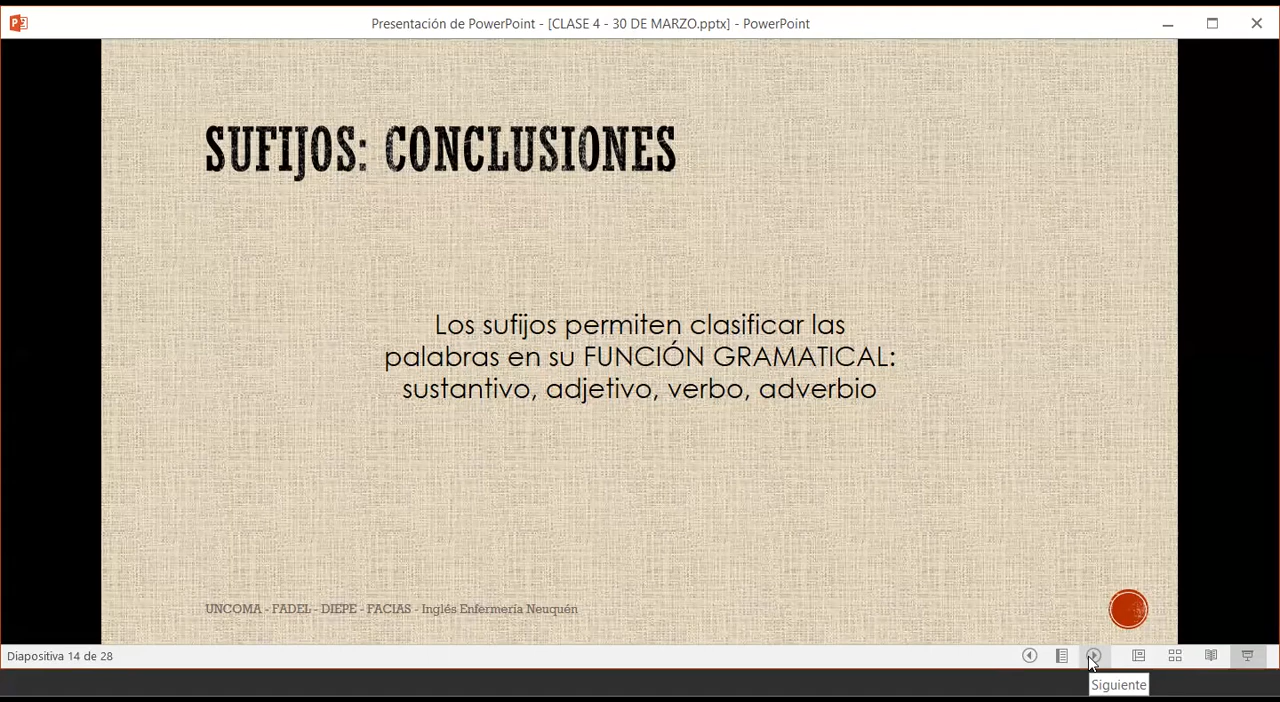 Presentación de PowerPoint - [CLASE 4 - 30 DE MARZO.pptx] - PowerPoint
SUFIJOS: CONCLUSIONES
Los sufijos permiten clasificar las
palabras en su FUNCIÓN GRAMATICAL:
sustantivo, adjetivo, verbo, adverbio
UNCOMA - FADEL - DIEPE - FACIAS - Inglés Enfermería Neuquén
Diapositiva 14 de 28
Siguiente